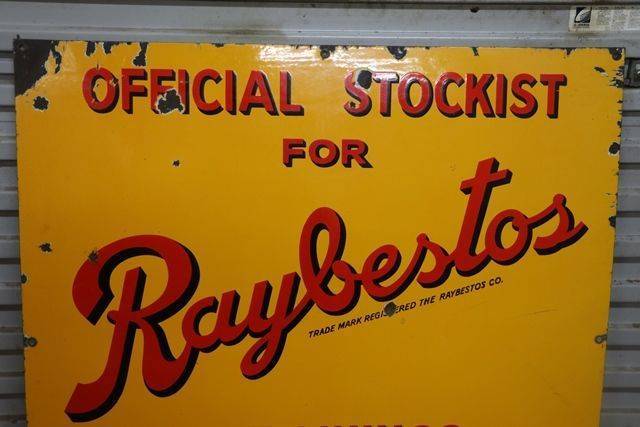 OFFICIAL STOCKIST
FOR
Raybestos
TRADE MARK REGISTERED THE RAYBESTOS CO.